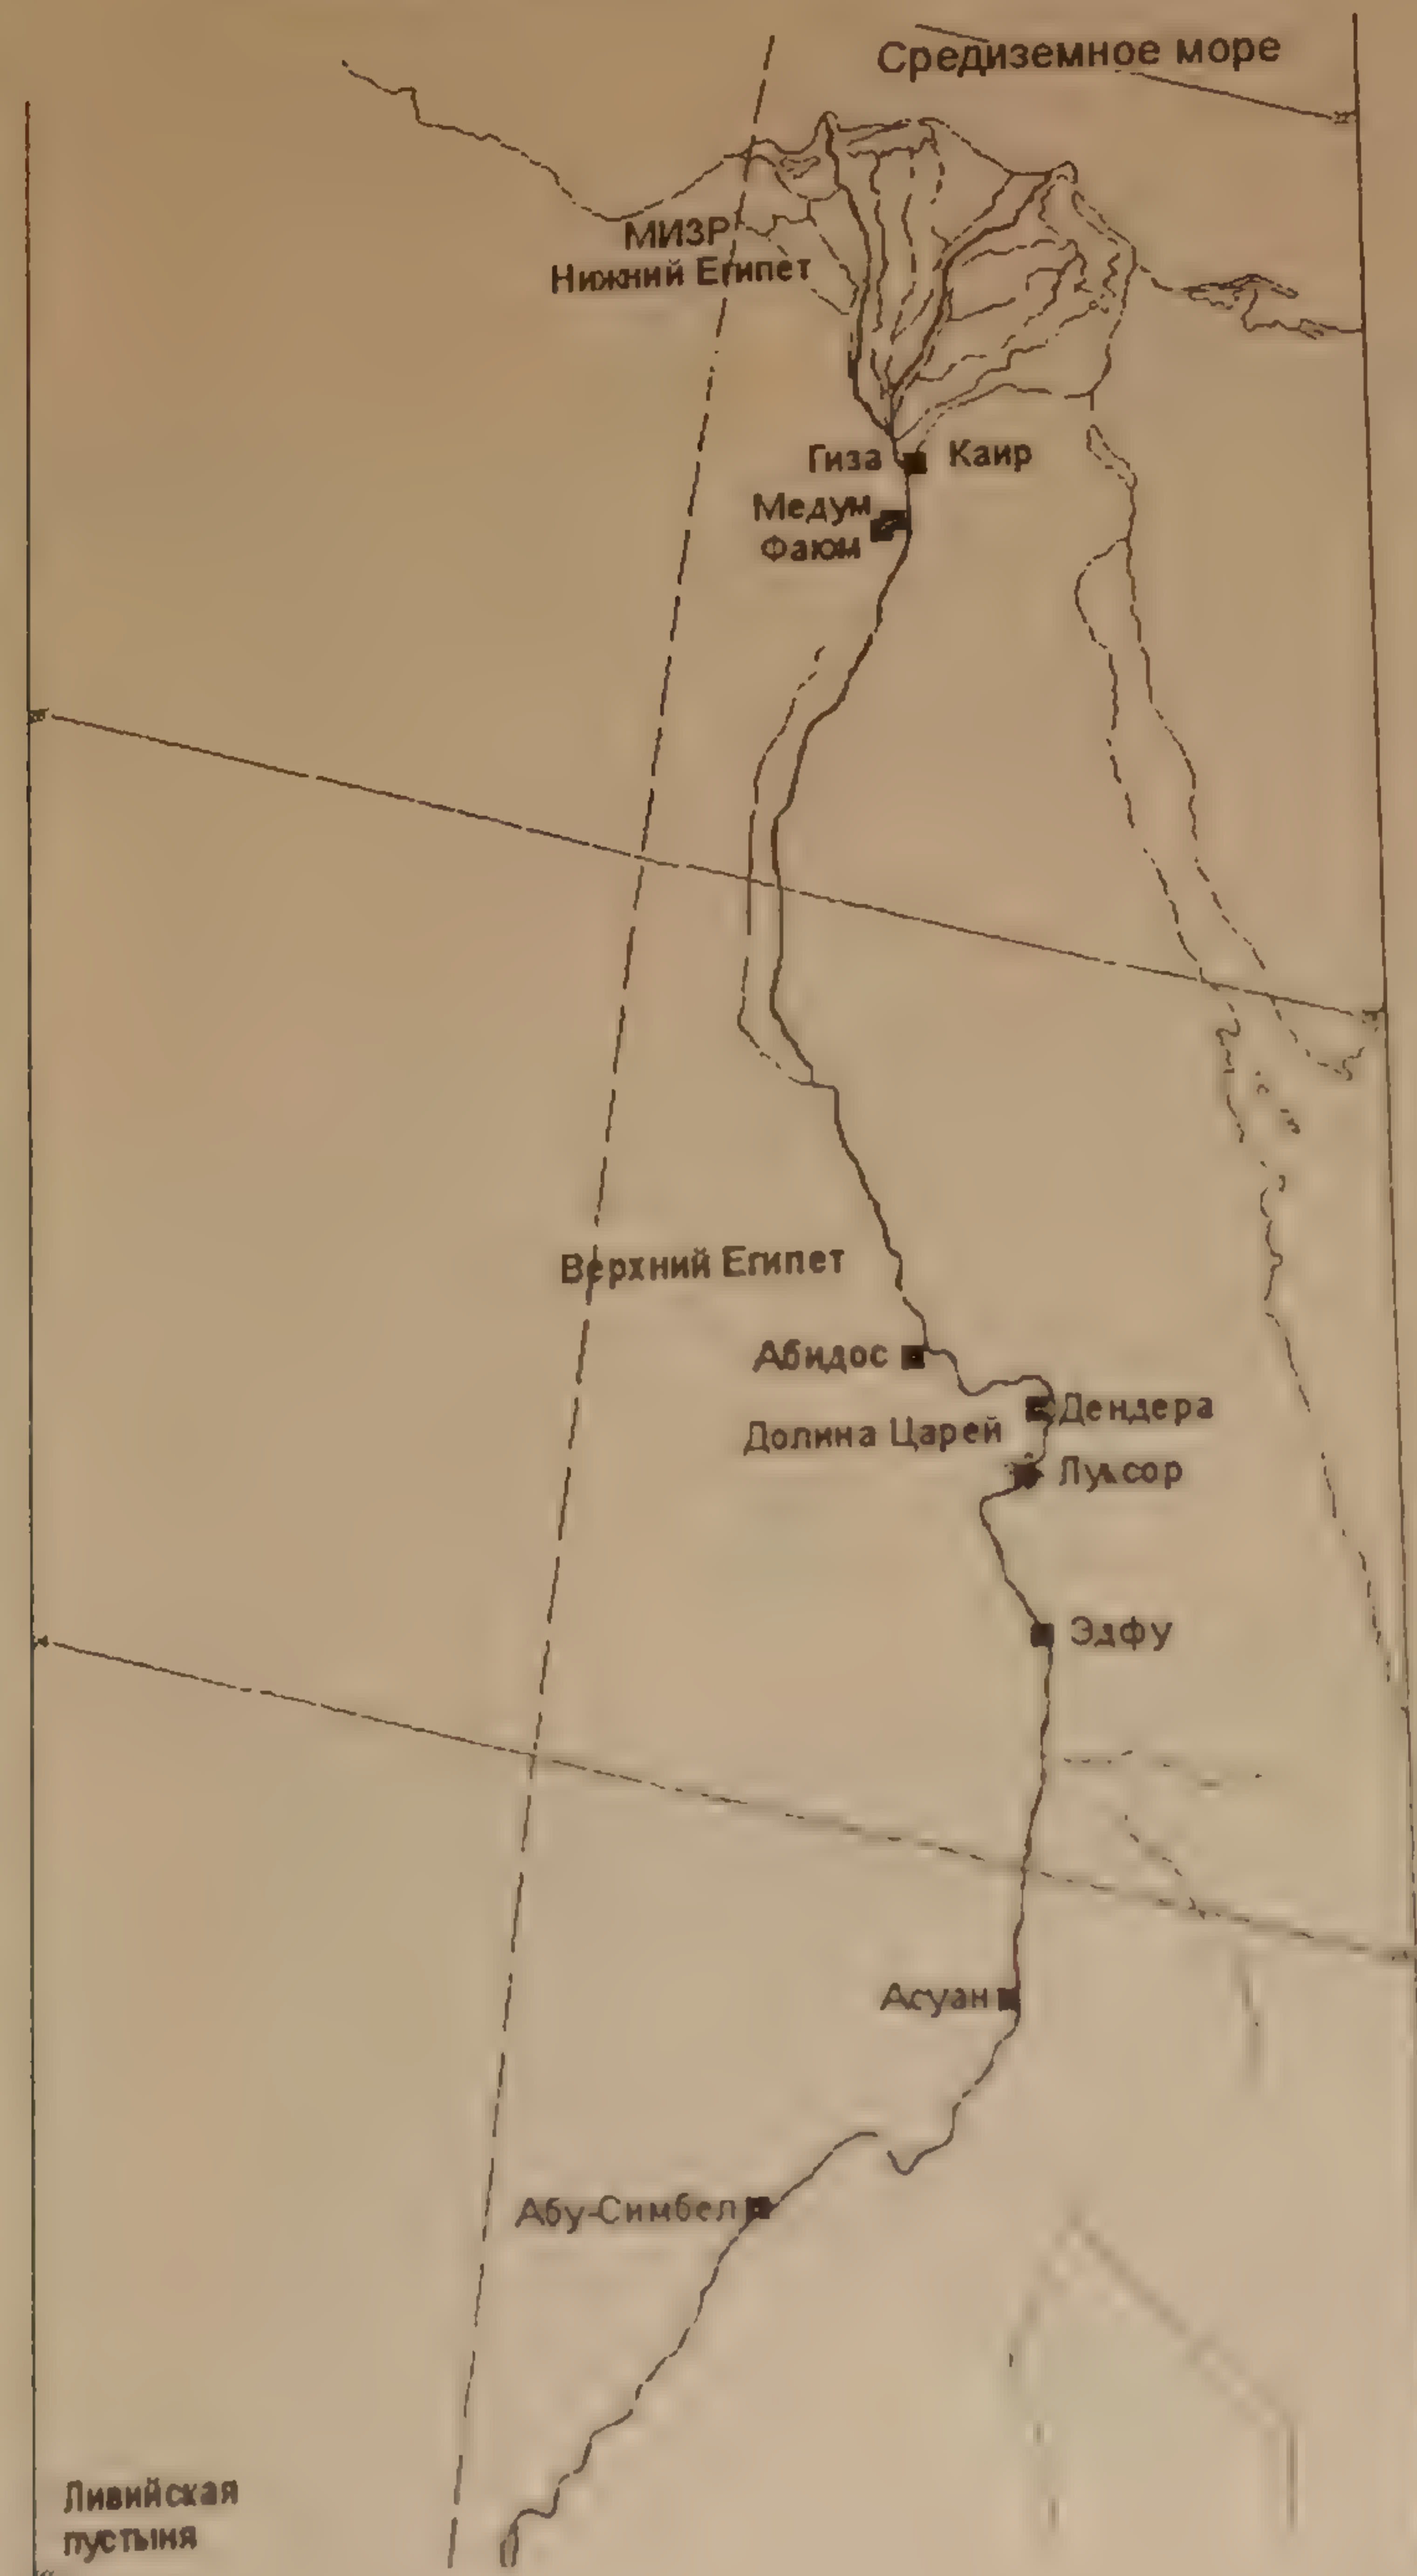 Средиземное море
МИЗР
Нижний Египет
Гиза
Каир
Медум
Фаюм
Верхний Египет
Абидос
Дендера
Долина Царей
Луксор
Эдфу
Асуан
Абу-Симбел
Ливийская
пустыня